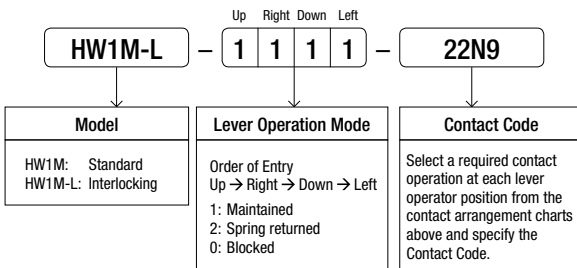 Up Right Down Left
HW1M-L – 1 1 1 1 – 22N9
Model
HW1M: Standard
HW1M-L: Interlocking
Lever Operation Mode
Order of Entry
Up → Right → Down → Left
1: Maintained
2: Spring returned
0: Blocked
Contact Code
Select a required contact
operation at each lever
operator position from the
contact arrangement charts
above and specify the
Contact Code.